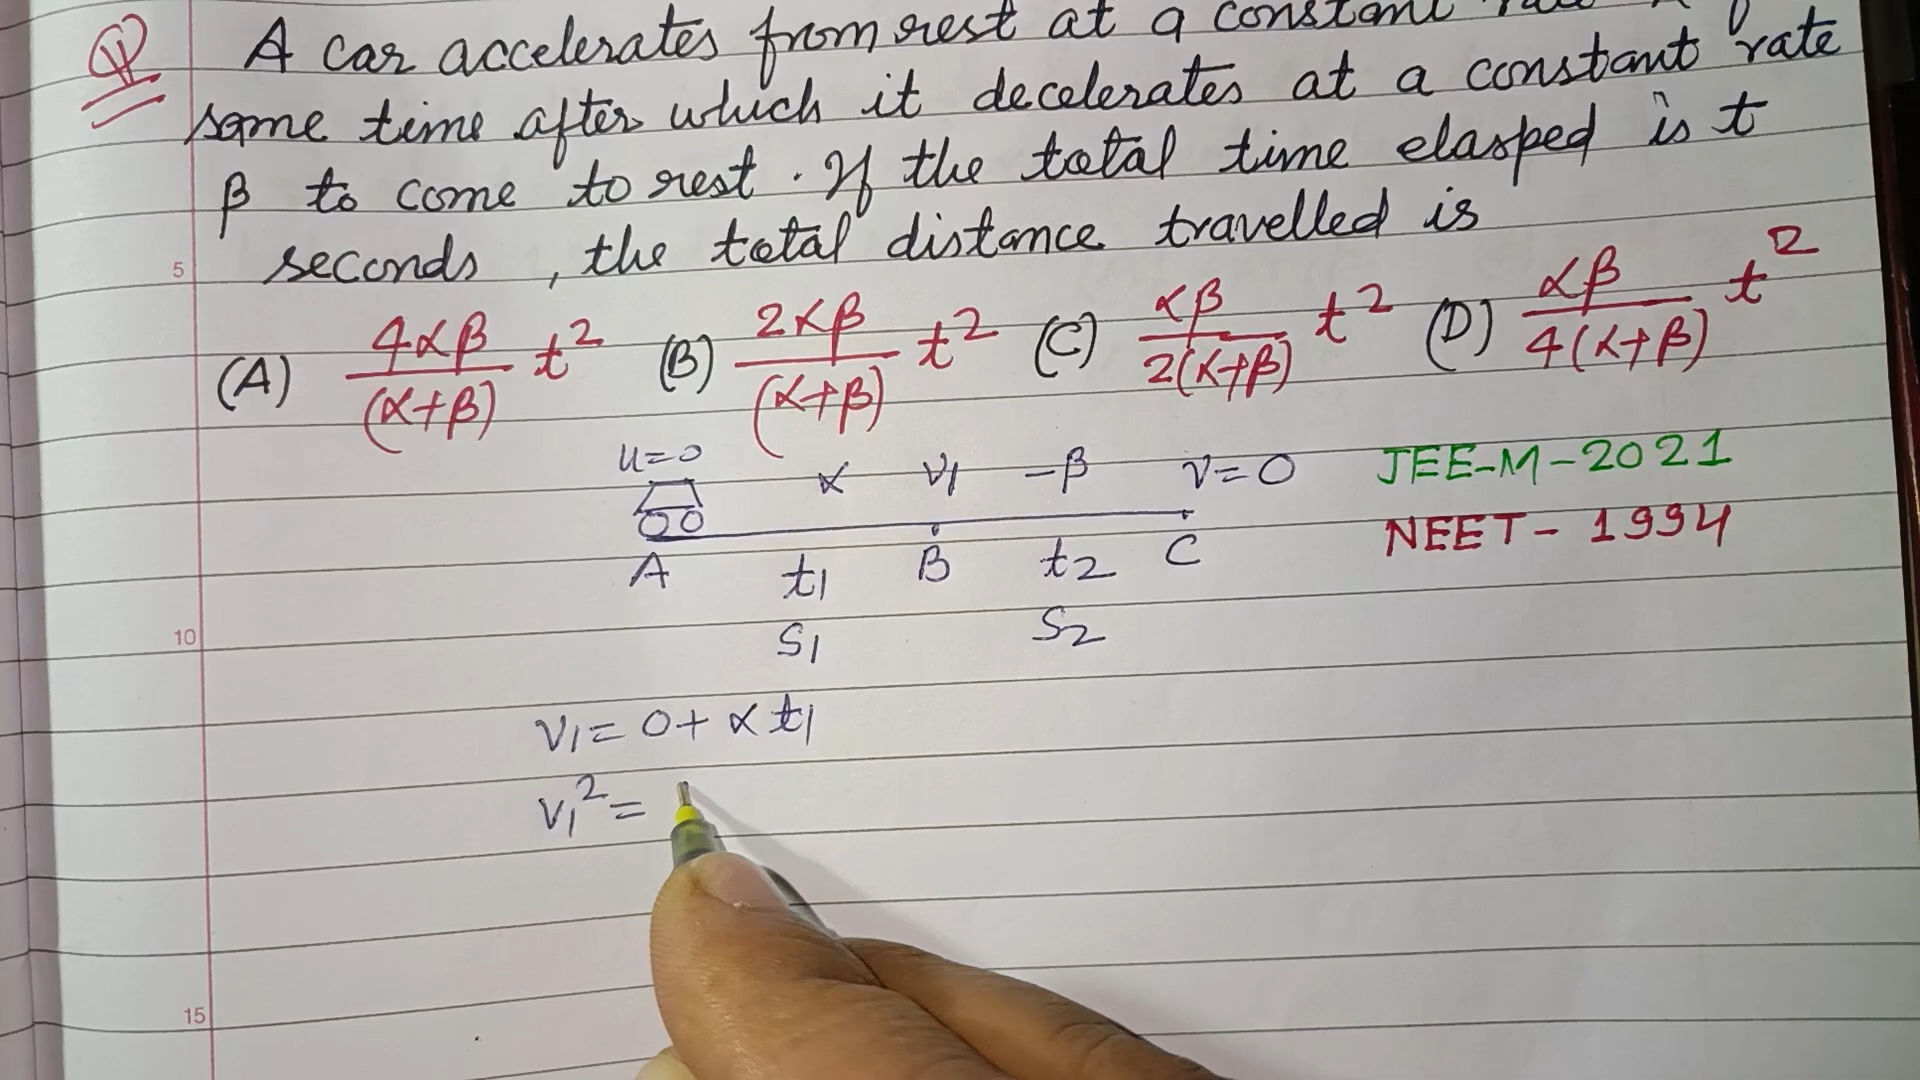 Q A car accelerates from rest at a constant
some time after which it decelerates at a constant rate
β to come to rest. If the total time elasped is t
seconds, the total distance travelled is
(A) 4αβ/(α+β) t² (B) 2αβ/(α+β) t² (C) αβ/2(α+β) t² (D) αβ/4(α+β) t²
u=0 α v1 -β v=0 JEE-M-2021
A t1 B t2 C NEET-1994
S1 S2
v1 = 0 + α t1
v1² =
5
10
15